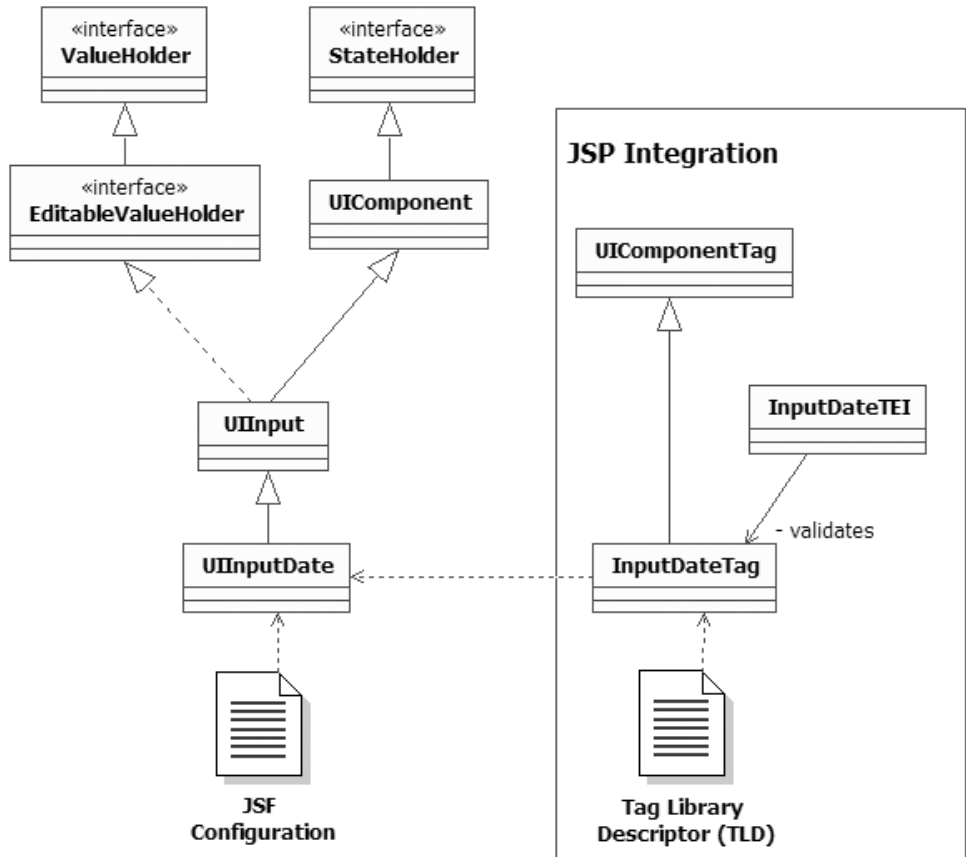 «interface»
ValueHolder
«interface»
StateHolder
JSP Integration
«interface»
EditableValueHolder
UIComponent
UIComponentTag
InputDateTEI
UIInput
- validates
UIInputDate
InputDateTag
JSF
Configuration
Tag Library
Descriptor (TLD)